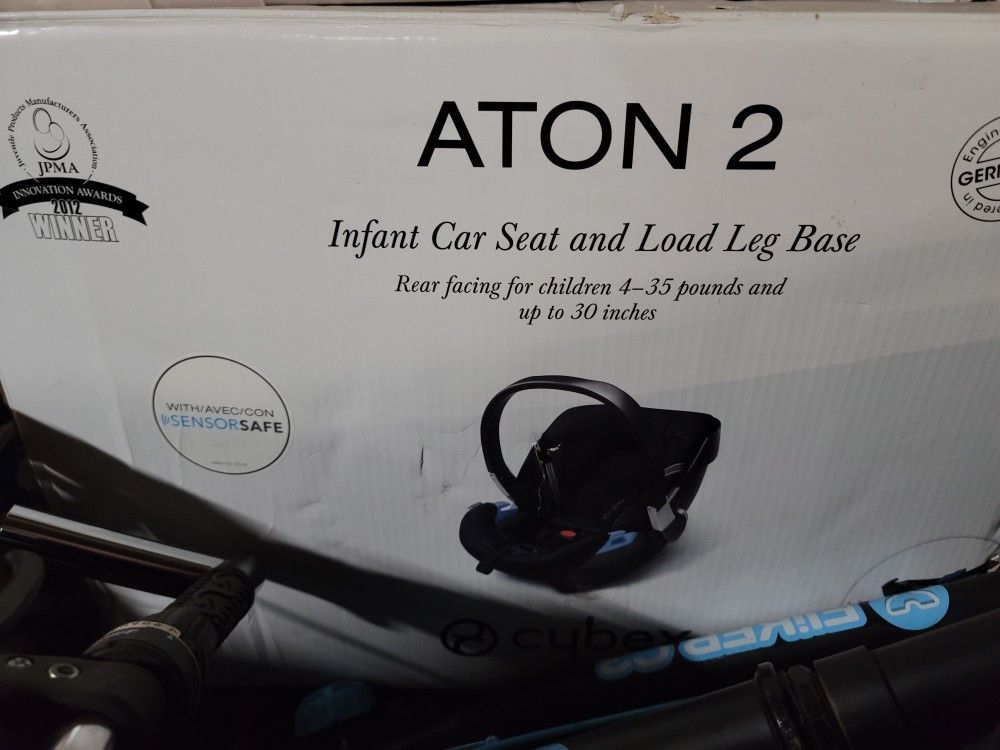 Juvenile Products Manufacturers Association
JPMA
INNOVATION AWARDS
2012
WINNER
ATON 2
Infant Car Seat and Load Leg Base
Rear facing for children 4–35 pounds and
up to 30 inches
WITH/AVEC/CON
SENSORSAFE
cybex